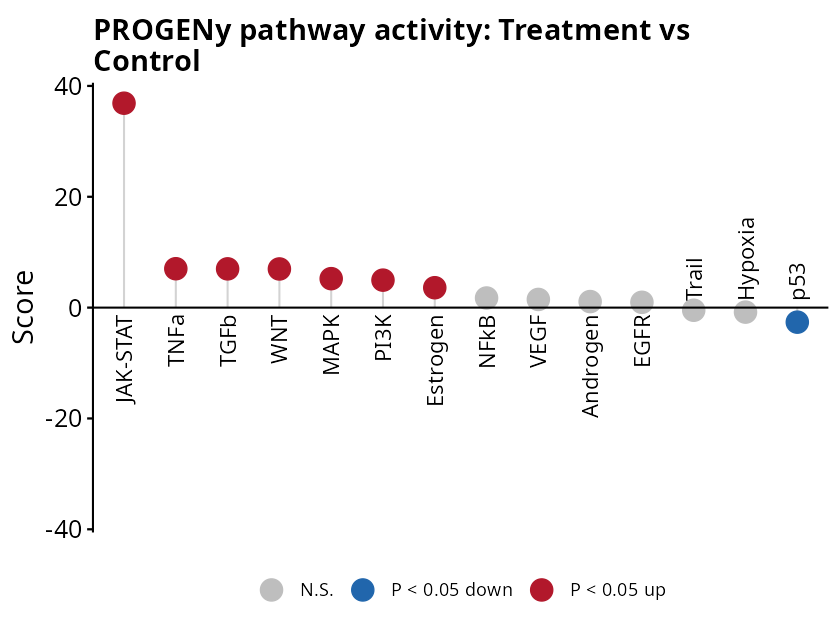 PROGENy pathway activity: Treatment vs
Control
Score
40
20
0
-20
-40
JAK-STAT
TNFa
TGFb
WNT
MAPK
PI3K
Estrogen
NFkB
VEGF
Androgen
EGFR
Trail
Hypoxia
p53
N.S.
P < 0.05 down
P < 0.05 up